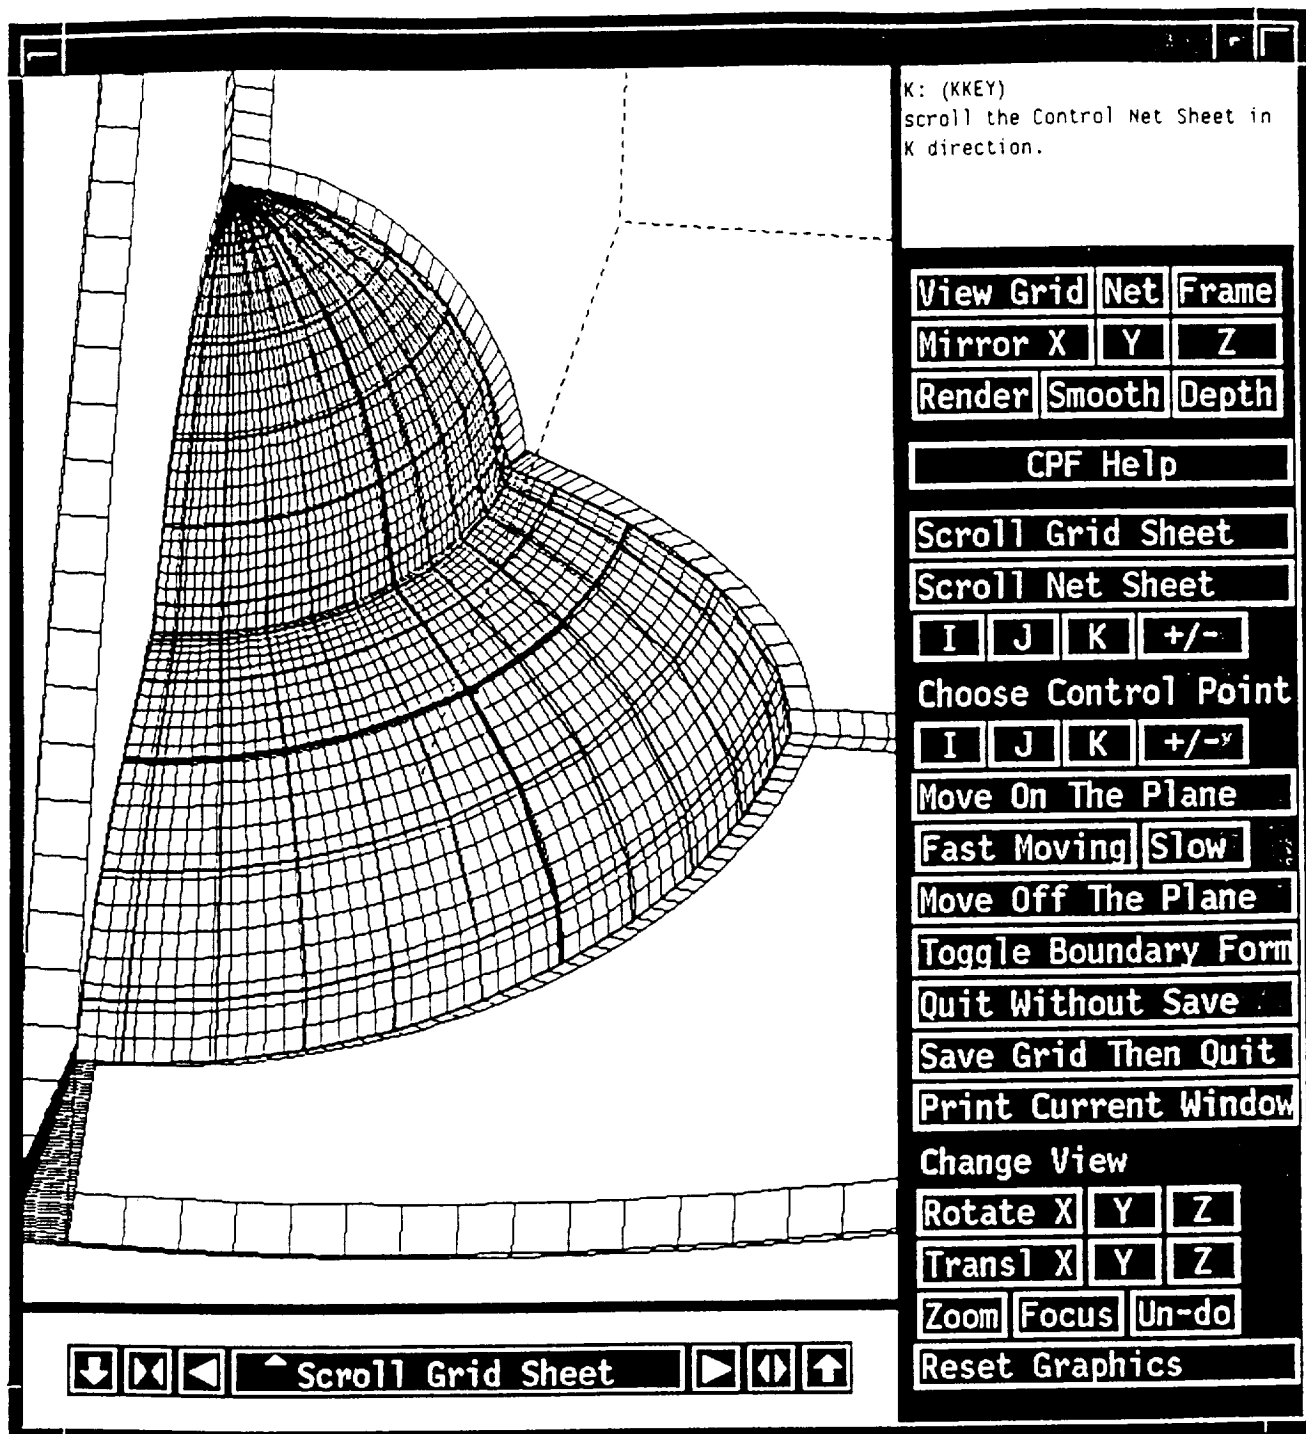 K: (KKEY)
scroll the Control Net Sheet in
K direction.
View Grid Net Frame
Mirror X Y Z
Render Smooth Depth
CPF Help
Scroll Grid Sheet
Scroll Net Sheet
I J K +/-
Choose Control Point
I J K +/-y
Move On The Plane
Fast Moving Slow
Move Off The Plane
Toggle Boundary Form
Quit Without Save
Save Grid Then Quit
Print Current Window
Change View
Rotate X Y Z
Transl X Y Z
Zoom Focus Un-do
Reset Graphics
Scroll Grid Sheet